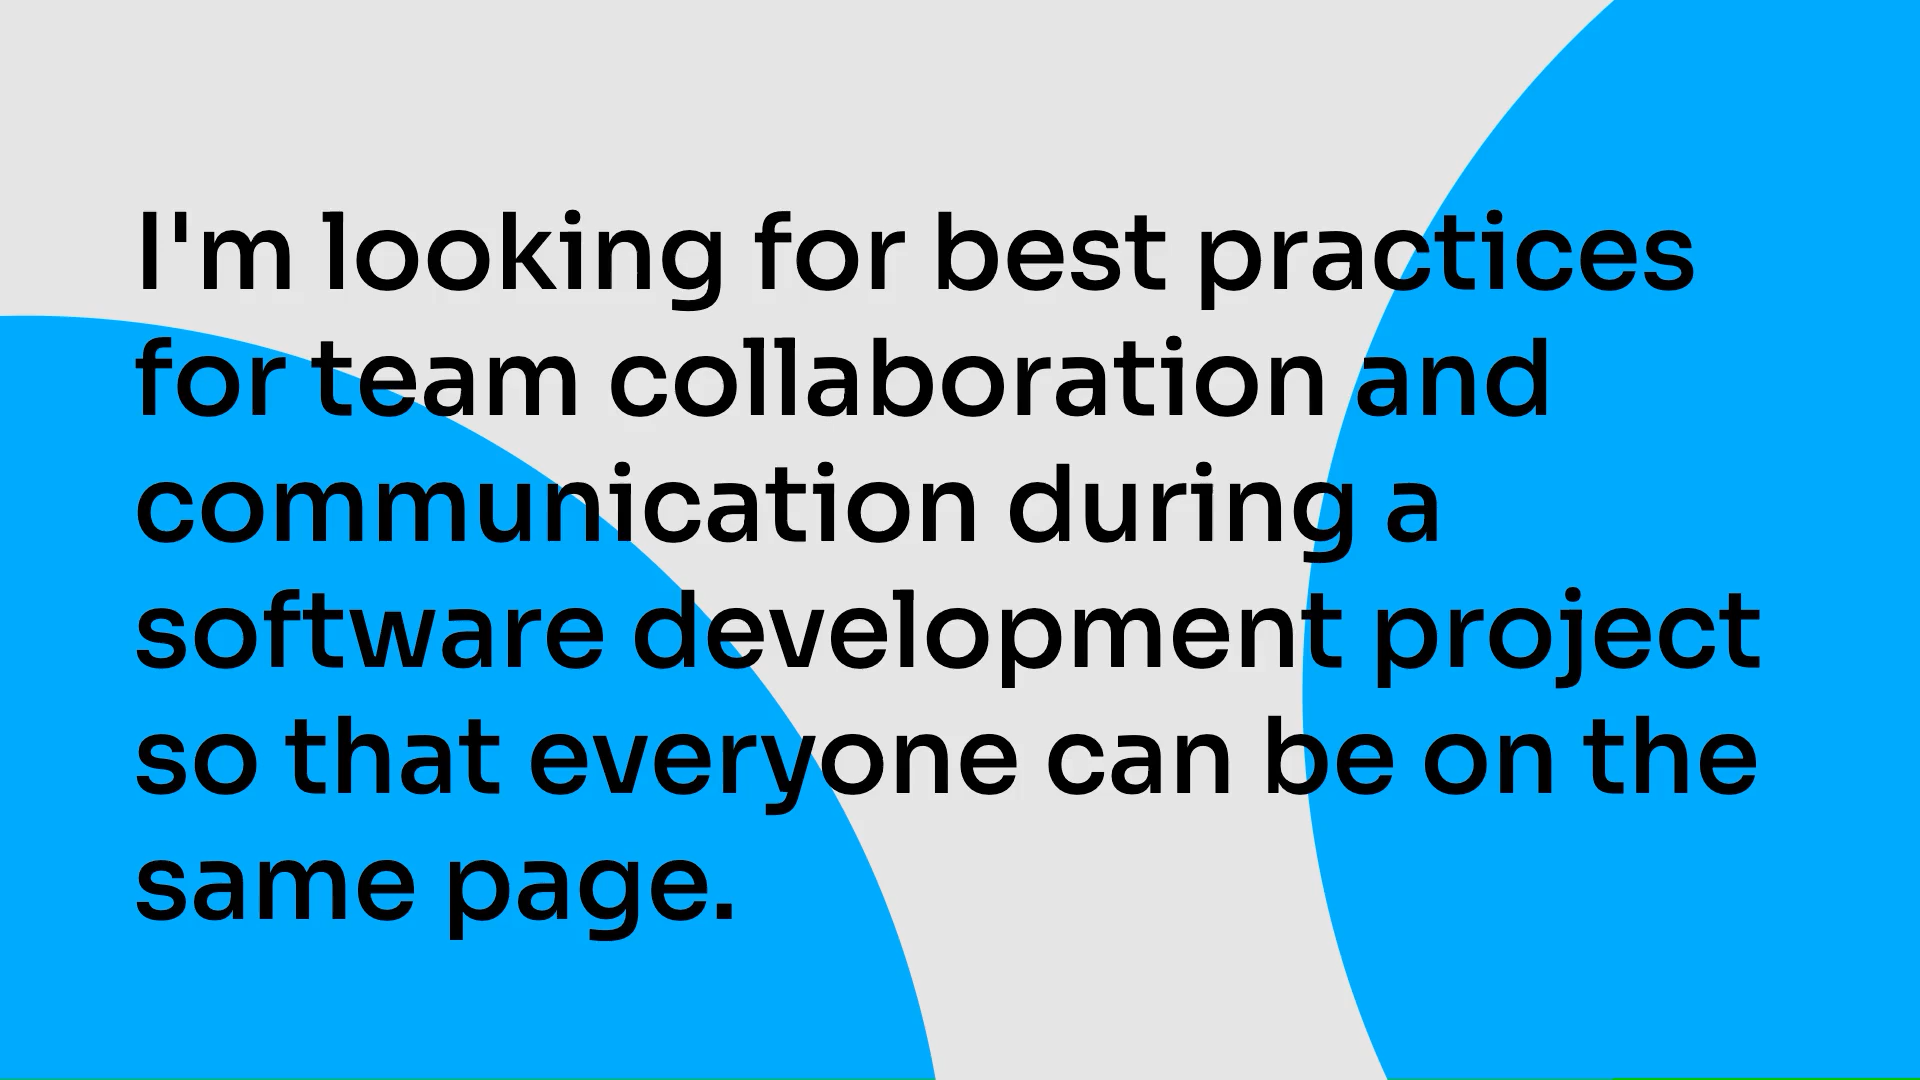 I'm looking for best practices
for team collaboration and
communication during a
software development project
so that everyone can be on the
same page.